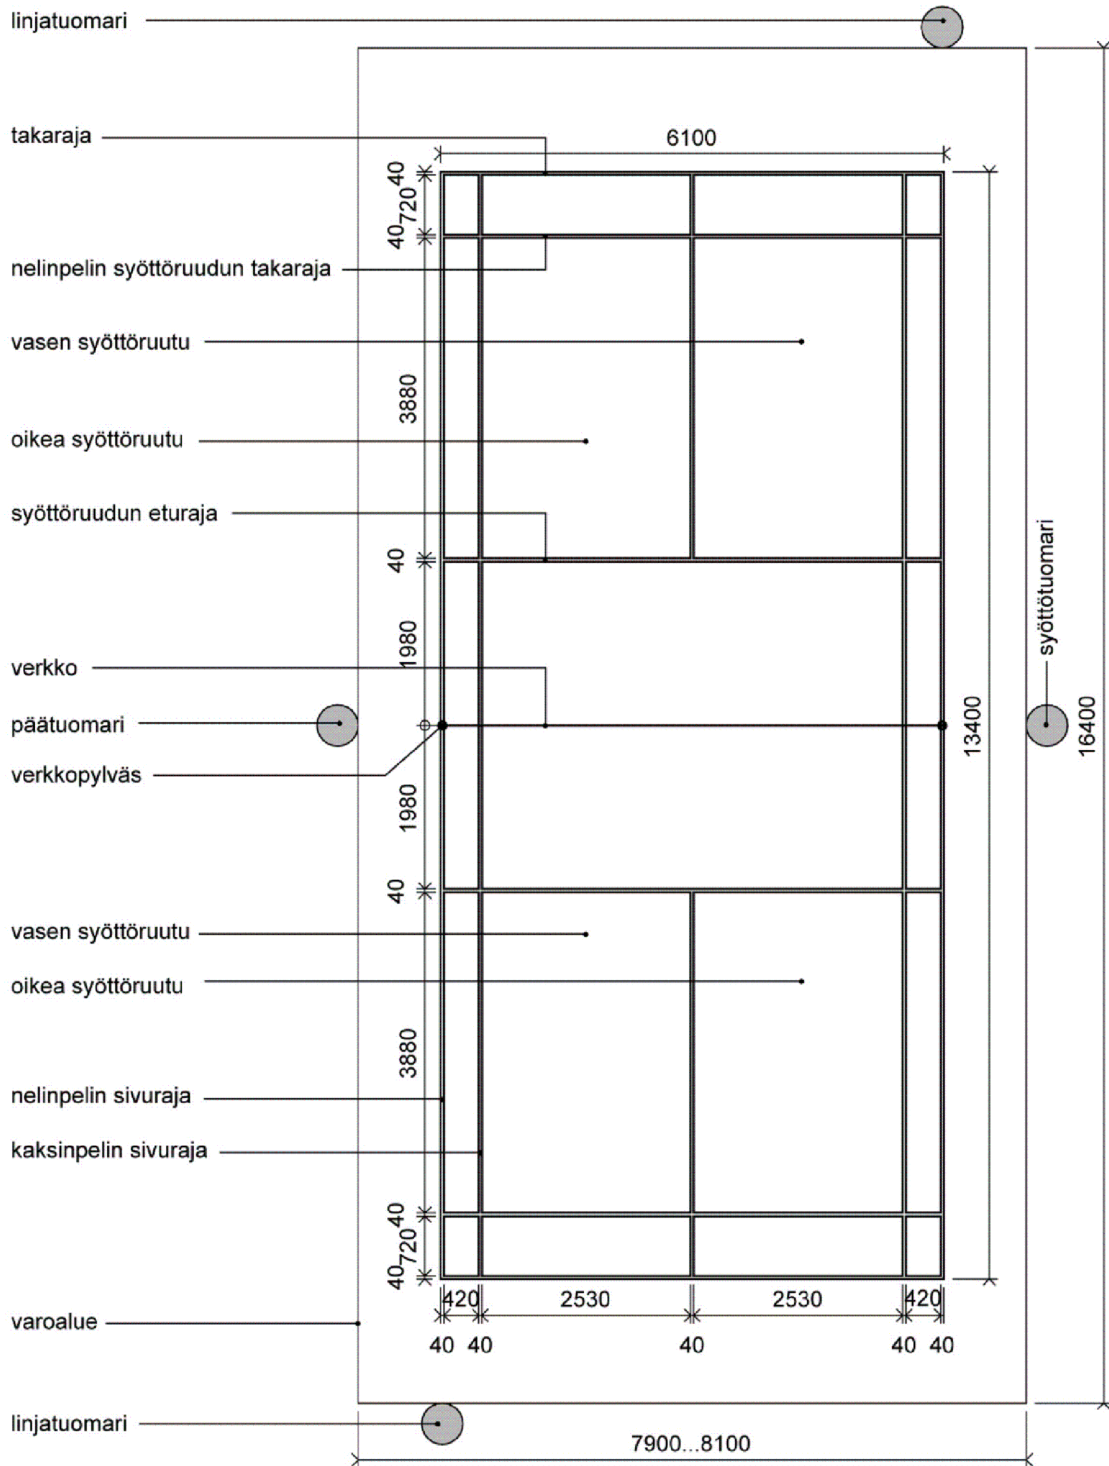 linjatuomari
takaraja
6100
40
720
40
nelinpelin syöttöruudun takaraja
vasen syöttöruutu
3880
oikea syöttöruutu
syöttöruudun eturaja
40
syöttötuomari
1980
verkko
päätuomari
13400
16400
verkkopylväs
1980
40
vasen syöttöruutu
oikea syöttöruutu
3880
nelinpelin sivuraja
kaksinpelin sivuraja
40
720
40
420 2530 2530 420
varoalue
40 40 40 40 40
linjatuomari
7900...8100